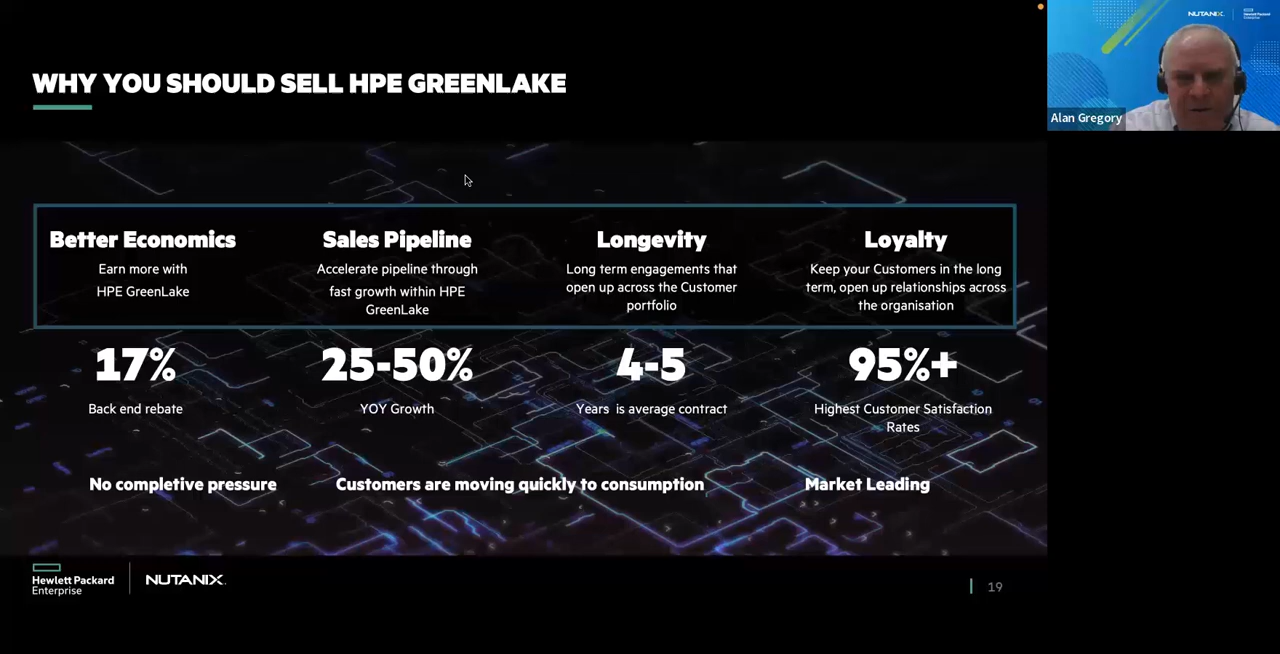 WHY YOU SHOULD SELL HPE GREENLAKE
NUTANIX.
Hewlett Packard
Enterprise
Alan Gregory
Better Economics
Earn more with
HPE GreenLake
Sales Pipeline
Accelerate pipeline through
fast growth within HPE
GreenLake
Longevity
Long term engagements that
open up across the Customer
portfolio
Loyalty
Keep your Customers in the long
term, open up relationships across
the organisation
17%
Back end rebate
25-50%
YOY Growth
4-5
Years is average contract
95%+
Highest Customer Satisfaction
Rates
No completive pressure
Customers are moving quickly to consumption
Market Leading
Hewlett Packard
Enterprise
NUTANIX.
19